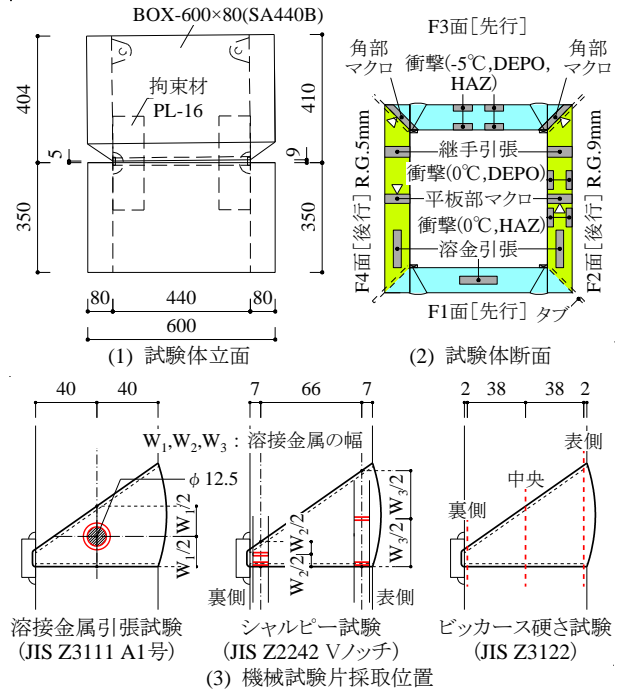 BOX-600×80(SA440B)
拘束材
PL-16
404
5
350
410
9
350
80 440 80
600
(1) 試験体立面
F3面[先行]
角部
マクロ
衝撃(-5℃,DEPO,
HAZ)
角部
マクロ
F4面[後行] R.G.5mm
継手引張
衝撃(0℃,DEPO)
平板部マクロ
衝撃(0℃,HAZ)
溶金引張
F2面[後行] R.G.9mm
F1面[先行]
タブ
(2) 試験体断面
40 40
7 66 7
2 38 38 2
W1,W2,W3 : 溶接金属の幅
φ12.5
W1/2
W1/2
W2/2
W2/2
W3/2
W3/2
裏側
表側
裏側
中央
表側
溶接金属引張試験
(JIS Z3111 A1号)
シャルピー試験
(JIS Z2242 Vノッチ)
ビッカース硬さ試験
(JIS Z3122)
(3) 機械試験片採取位置